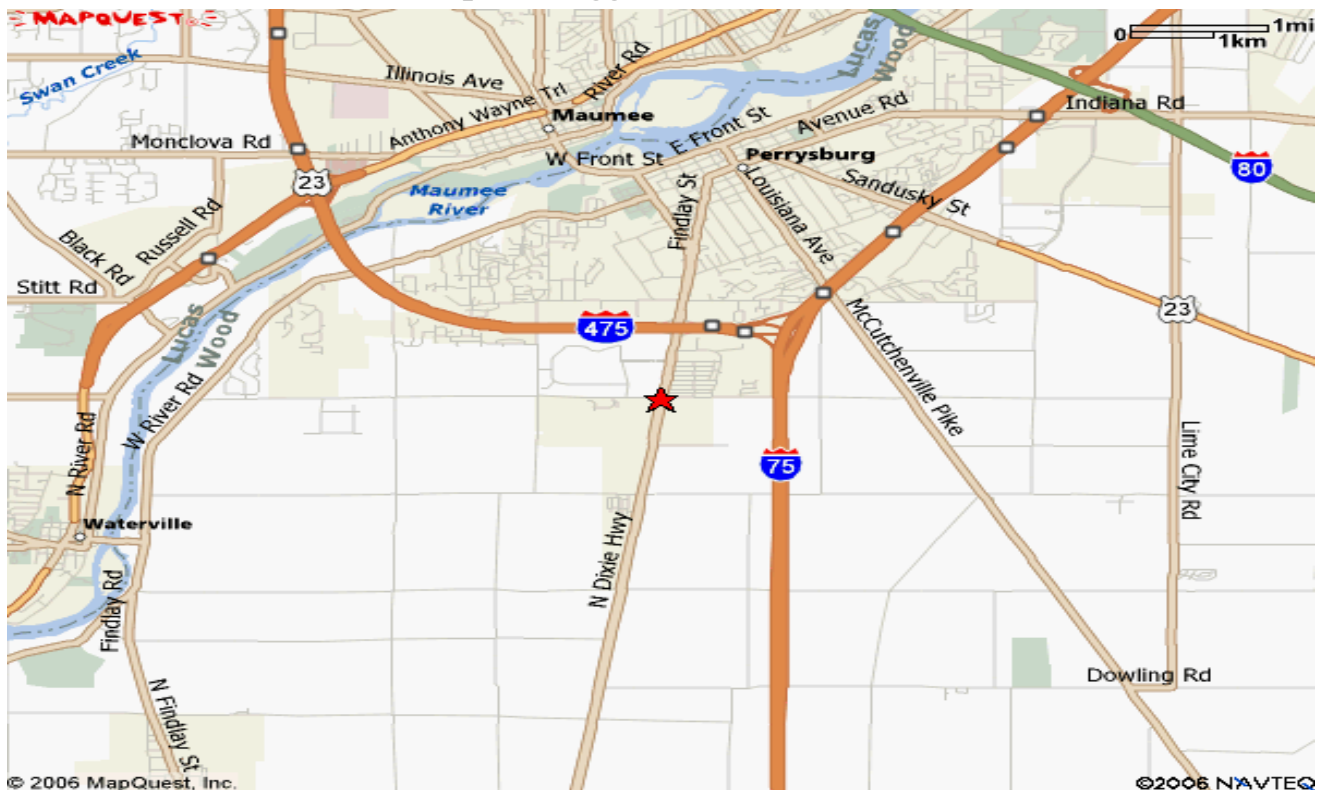 MAPQUEST
0 1mi
1km
Swan Creek
Illinois Ave
River Rd
Lucas
Wood
Anthony Wayne Trl
Maumee
Avenue Rd
Indiana Rd
Monclova Rd
E Front St
W Front St
Perrysburg
23
Maumee
River
80
Sandusky St
Louisiana Ave
Findlay St
Russell Rd
Black Rd
Stitt Rd
Lucas
Wood
475
23
McCutchenville Pike
W River Rd
N River Rd
75
Lime City Rd
Waterville
N Dixie Hwy
Findlay Rd
Dowling Rd
N Findlay St
© 2006 MapQuest, Inc.
©2006 NAVTEQ